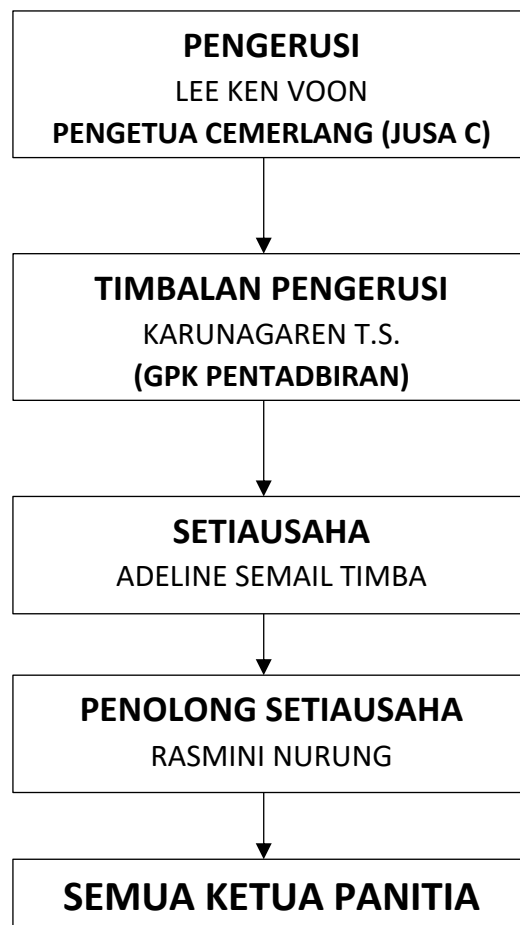 PENGERUSI
LEE KEN VOON
PENGETUA CEMERLANG (JUSA C)
TIMBALAN PENGERUSI
KARUNAGAREN T.S.
(GPK PENTADBIRAN)
SETIAUSAHA
ADELINE SEMAIL TIMBA
PENOLONG SETIAUSAHA
RASMINI NURUNG
SEMUA KETUA PANITIA